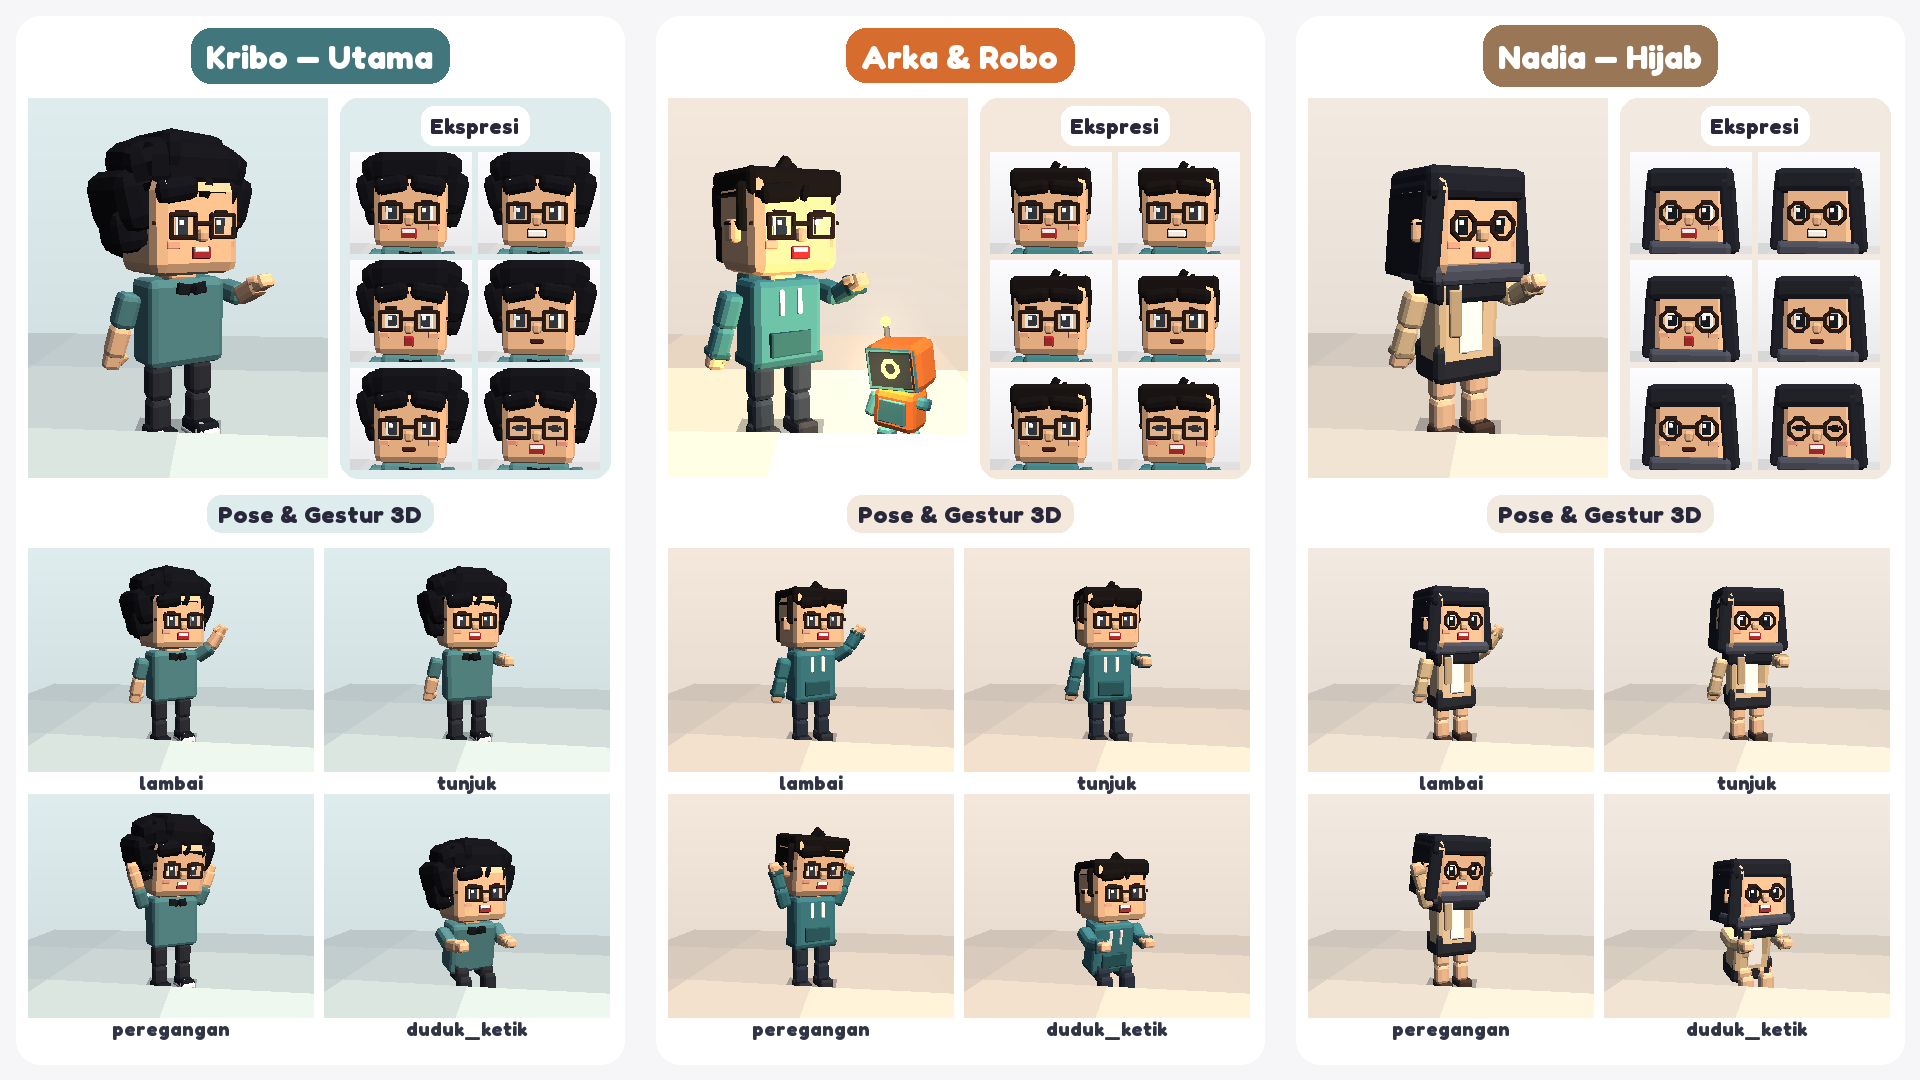 Kribo — Utama
Ekspresi
Pose & Gestur 3D
lambai
tunjuk
peregangan
duduk_ketik
Arka & Robo
Ekspresi
Pose & Gestur 3D
lambai
tunjuk
peregangan
duduk_ketik
Nadia — Hijab
Ekspresi
Pose & Gestur 3D
lambai
tunjuk
peregangan
duduk_ketik